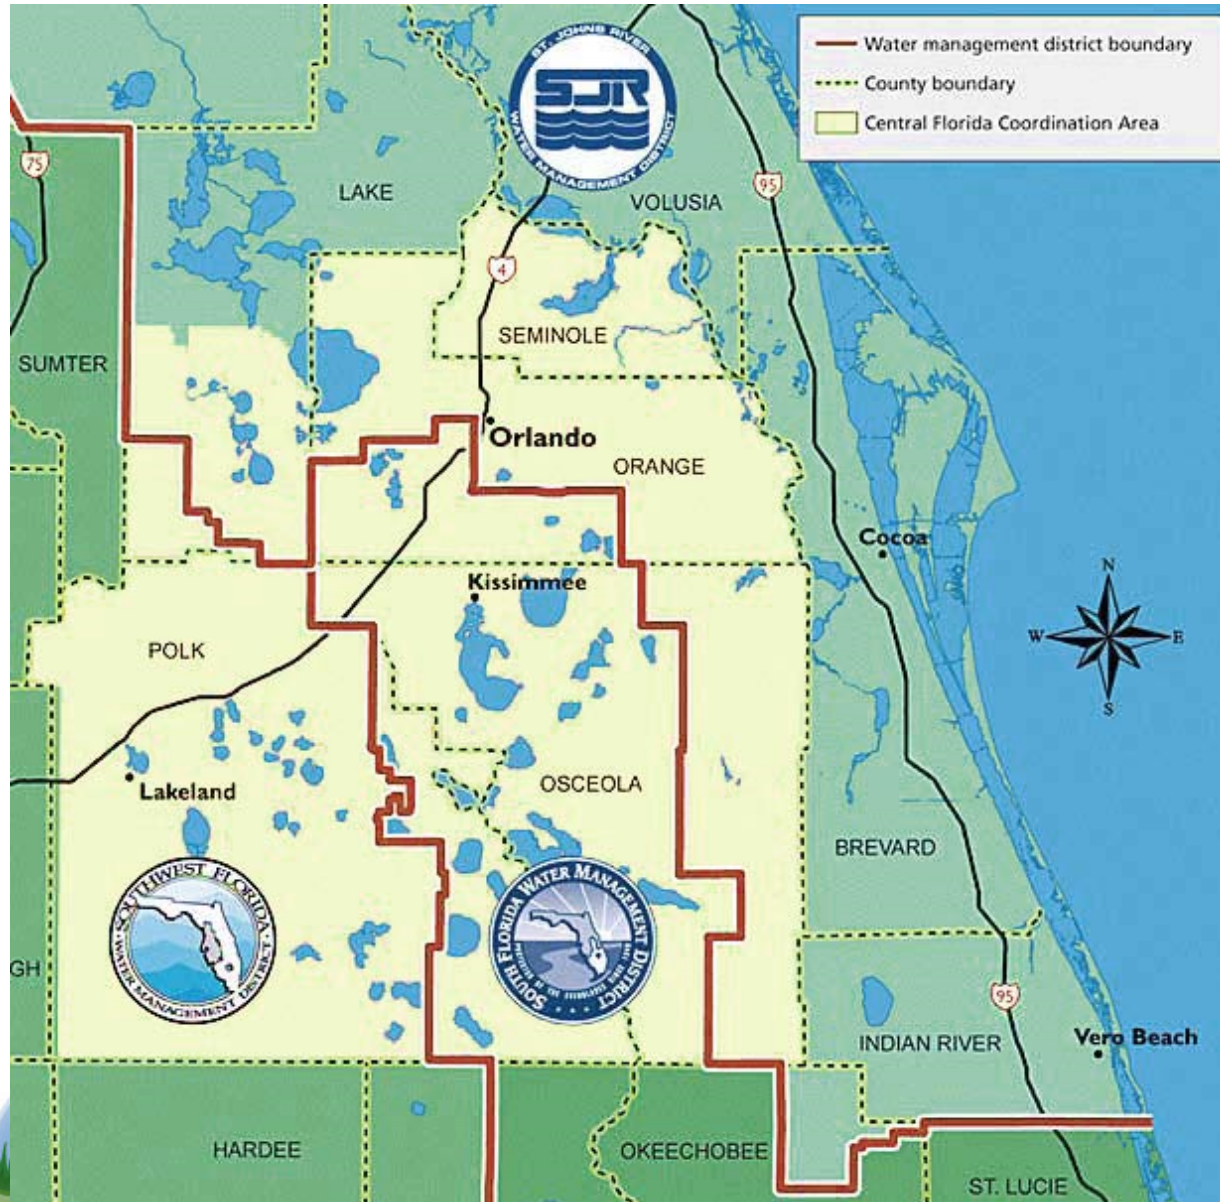 Water management district boundary
County boundary
Central Florida Coordination Area
ST. JOHNS RIVER
SJR
WATER MANAGEMENT DISTRICT
75
95
LAKE
VOLUSIA
4
SEMINOLE
SUMTER
Orlando
ORANGE
Cocoa
N
W
E
S
Kissimmee
POLK
OSCEOLA
Lakeland
BREVARD
SOUTHWEST FLORIDA
WATER MANAGEMENT DISTRICT
SOUTH FLORIDA WATER MANAGEMENT DISTRICT
GH
95
INDIAN RIVER
Vero Beach
HARDEE
OKEECHOBEE
ST. LUCIE